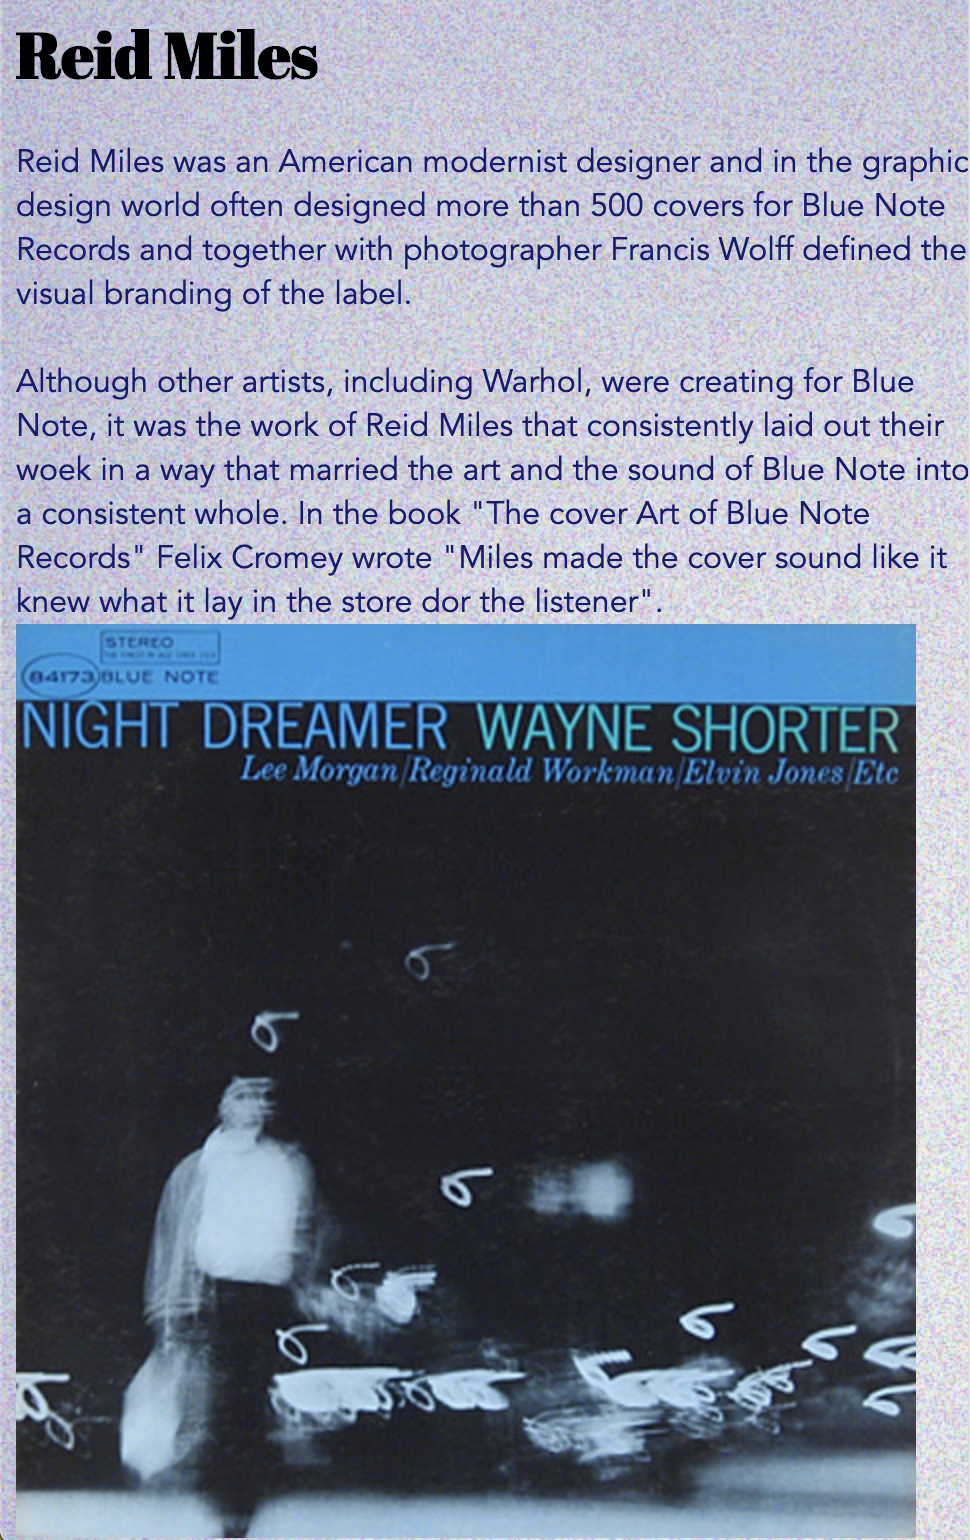 Reid Miles
Reid Miles was an American modernist designer and in the graphic
design world often designed more than 500 covers for Blue Note
Records and together with photographer Francis Wolff defined the
visual branding of the label.
Although other artists, including Warhol, were creating for Blue
Note, it was the work of Reid Miles that consistently laid out their
woek in a way that married the art and the sound of Blue Note into
a consistent whole. In the book "The cover Art of Blue Note
Records" Felix Cromey wrote "Miles made the cover sound like it
knew what it lay in the store dor the listener".
STEREO
84173 BLUE NOTE
NIGHT DREAMER WAYNE SHORTER
Lee Morgan/Reginald Workman/Elvin Jones/Etc